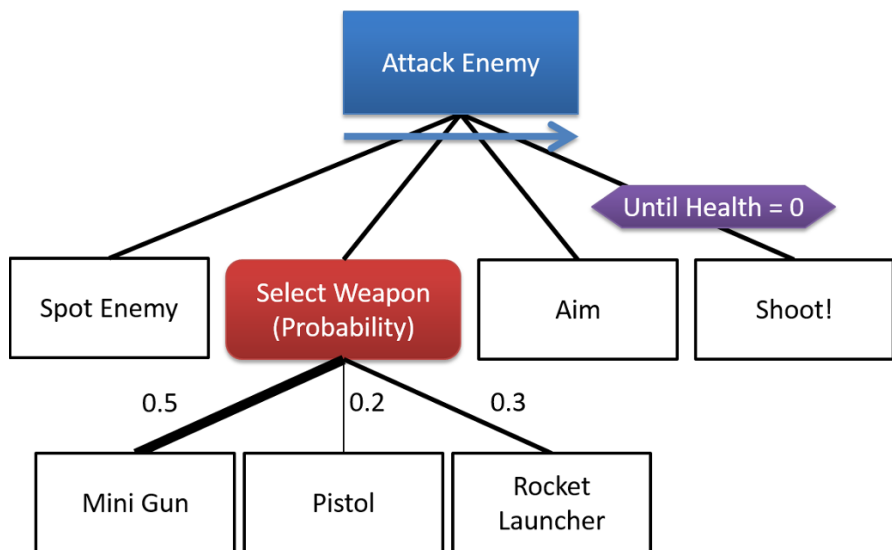 Attack Enemy
Until Health = 0
Spot Enemy
Select Weapon
(Probability)
Aim
Shoot!
0.5
0.2
0.3
Mini Gun
Pistol
Rocket
Launcher